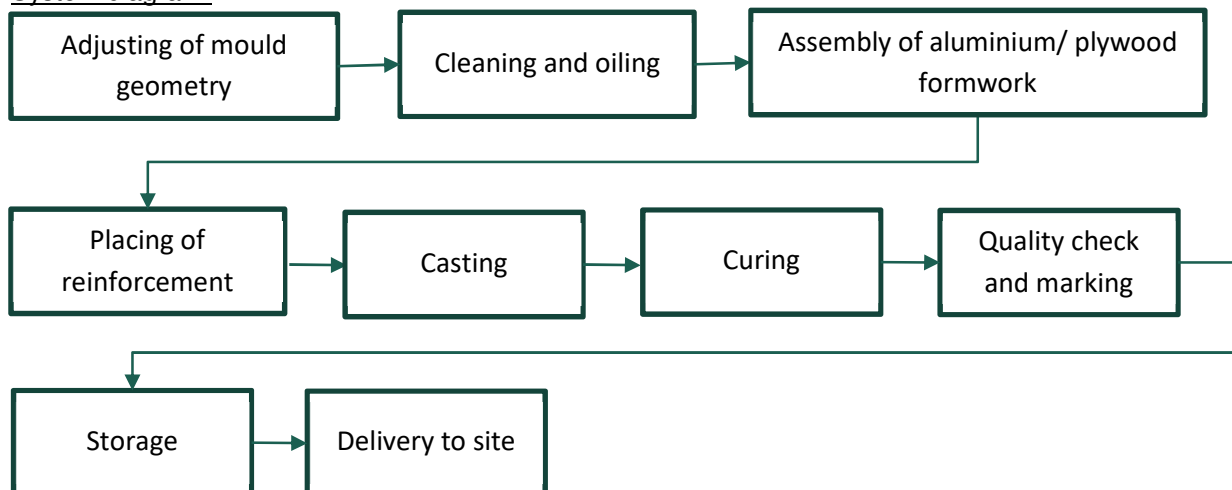 Adjusting of mould
geometry
Cleaning and oiling
Assembly of aluminium/ plywood
formwork
Placing of
reinforcement
Casting
Curing
Quality check
and marking
Storage
Delivery to site